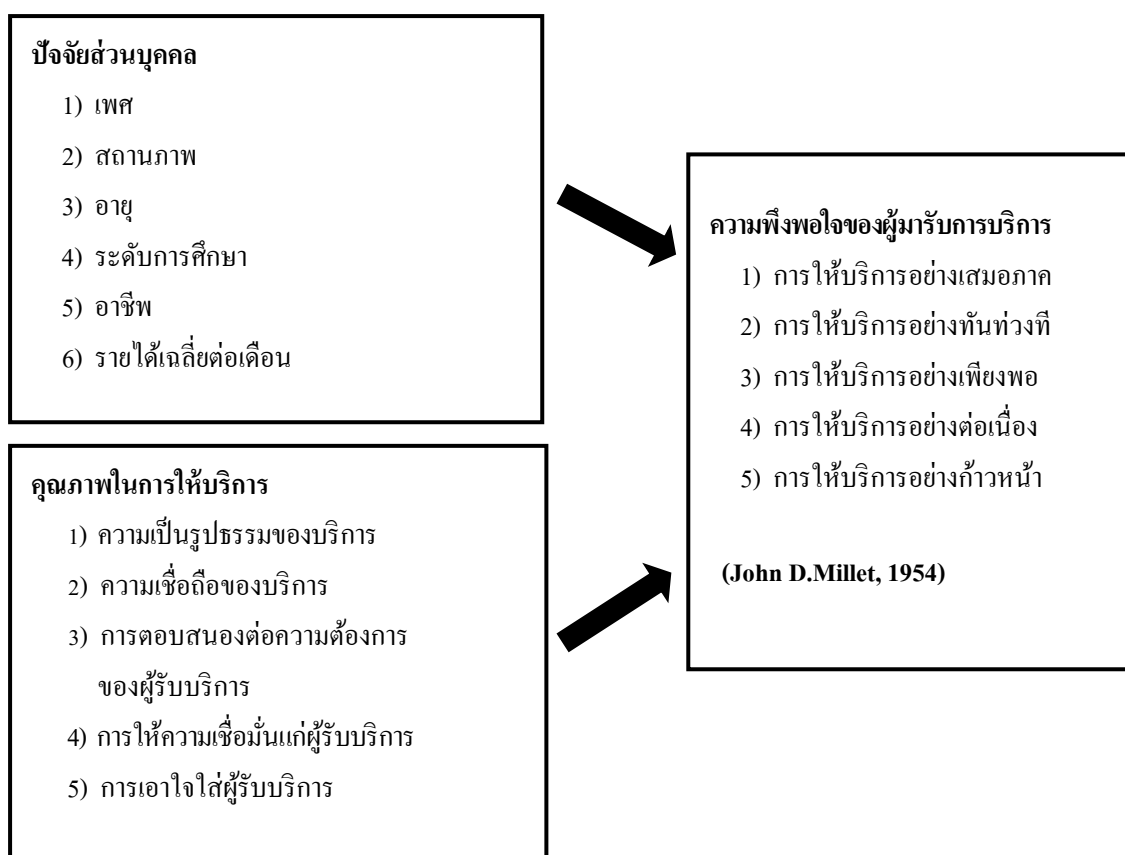 ปัจจัยส่วนบุคคล
1) เพศ
2) สถานภาพ
3) อายุ
4) ระดับการศึกษา
5) อาชีพ
6) รายได้เฉลี่ยต่อเดือน
คุณภาพในการให้บริการ
1) ความเป็นรูปธรรมของบริการ
2) ความเชื่อถือของบริการ
3) การตอบสนองต่อความต้องการ
ของผู้รับบริการ
4) การให้ความเชื่อมั่นแก่ผู้รับบริการ
5) การเอาใจใส่ผู้รับบริการ
ความพึงพอใจของผู้มารับการบริการ
1) การให้บริการอย่างเสมอภาค
2) การให้บริการอย่างทันท่วงที
3) การให้บริการอย่างเพียงพอ
4) การให้บริการอย่างต่อเนื่อง
5) การให้บริการอย่างก้าวหน้า
(John D.Millet, 1954)